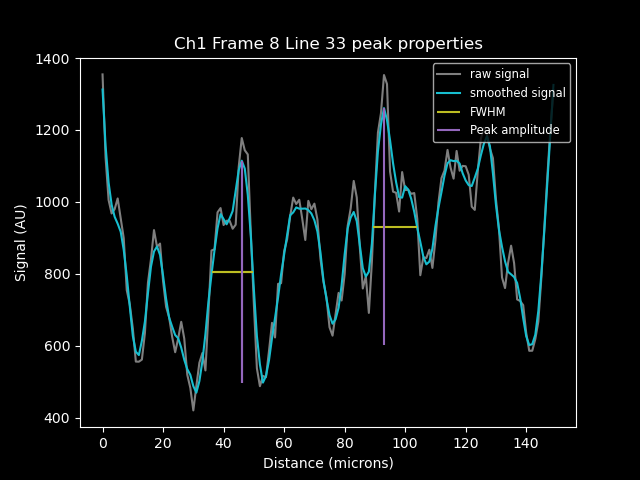 Ch1 Frame 8 Line 33 peak properties
raw signal
smoothed signal
FWHM
Peak amplitude
Signal (AU)
1400
1200
1000
800
600
400
0 20 40 60 80 100 120 140
Distance (microns)